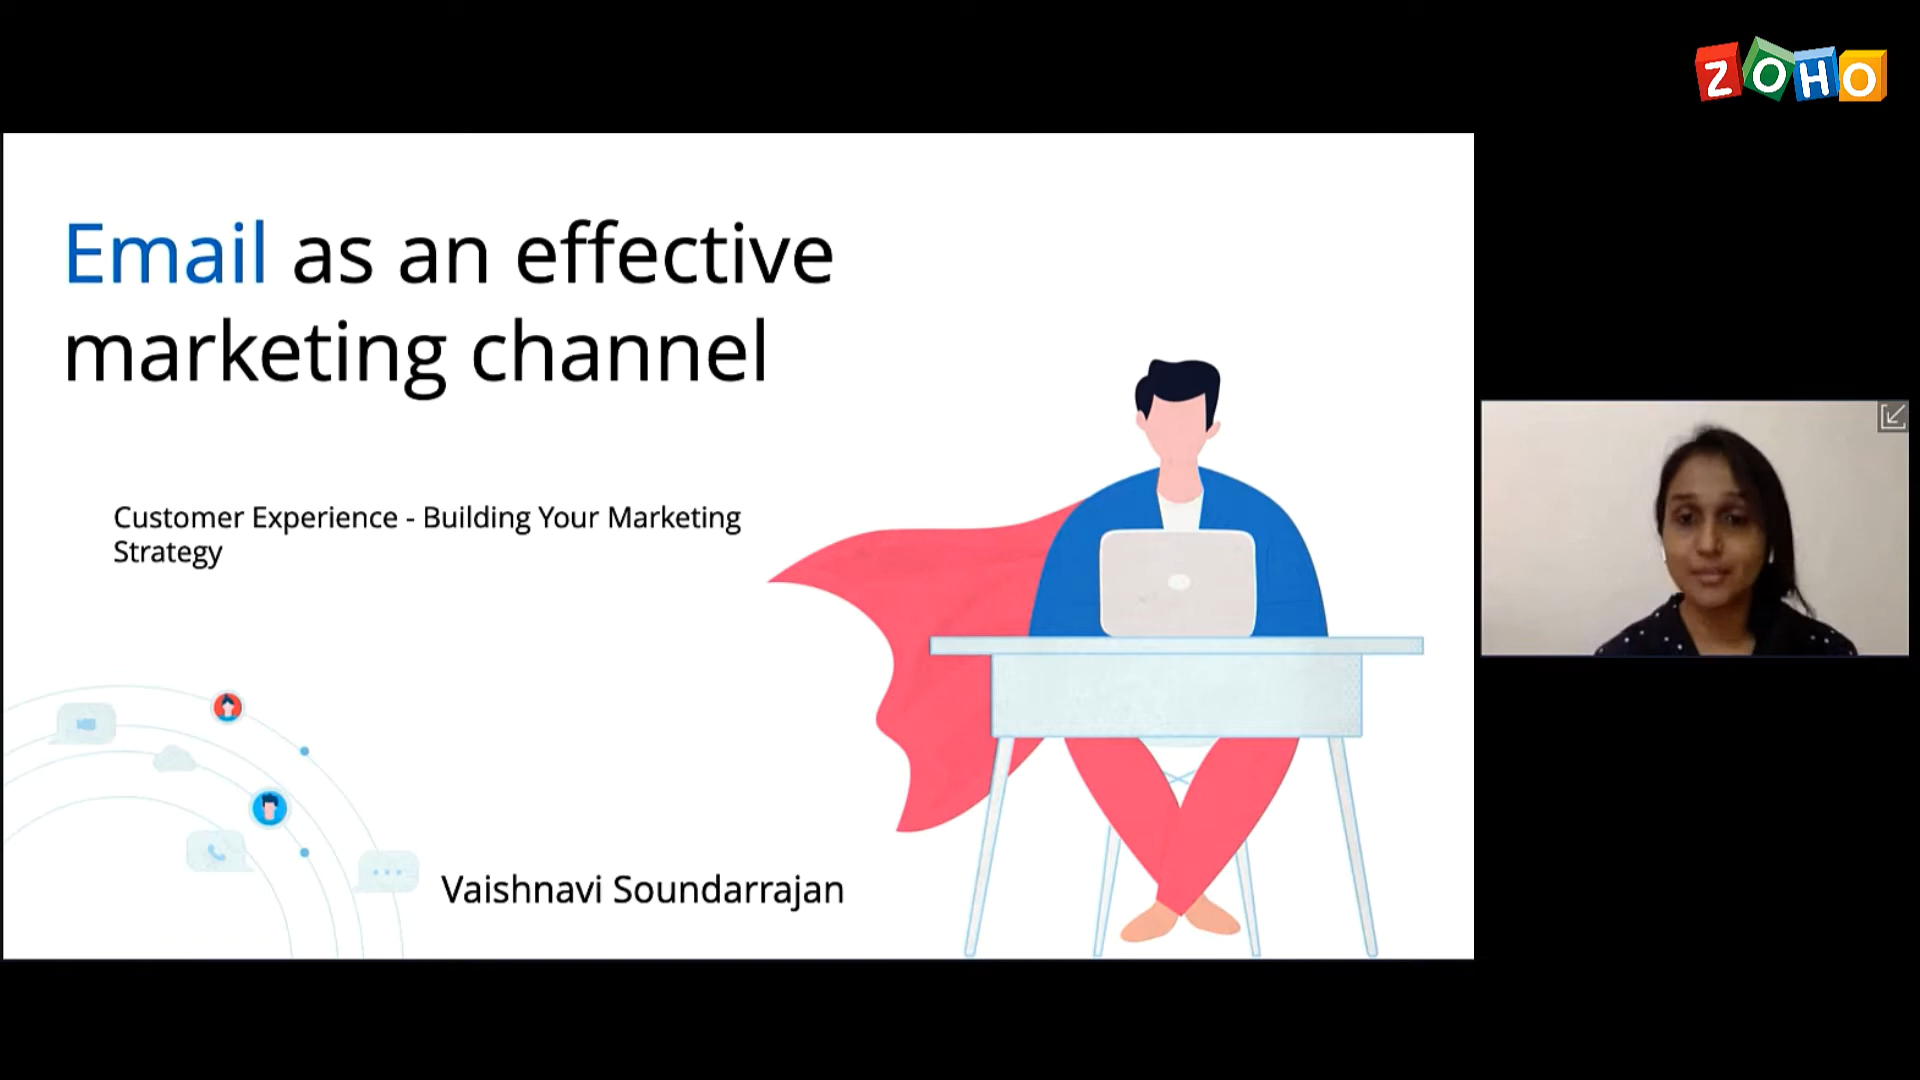 ZOHO
Email as an effective
marketing channel
Customer Experience - Building Your Marketing
Strategy
Vaishnavi Soundarrajan